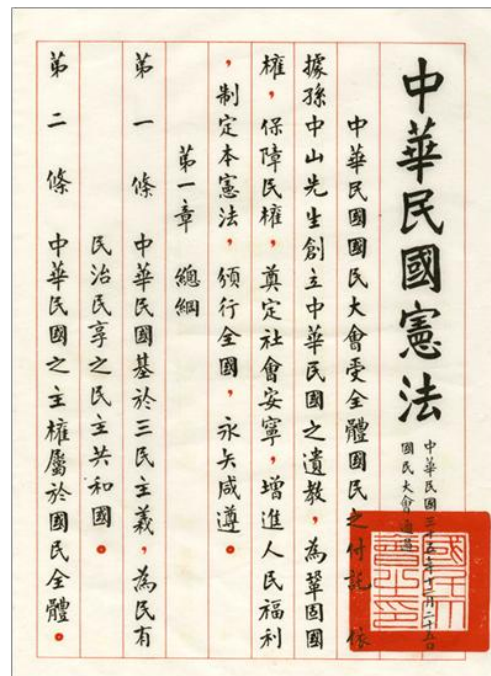 中華民國憲法
中華民國三十五年十二月二十五日
國民大會通過
中華民國國民大會受全體國民之付託 依
據孫中山先生創立中華民國之遺教，為鞏固國
權，保障民權，奠定社會安寧，增進人民福利
，制定本憲法，頒行全國，永矢咸遵。
第一章 總綱
第一條 中華民國基於三民主義，為民有
民治民享之民主共和國。
第二條 中華民國之主權屬於國民全體。
國民大
會之印